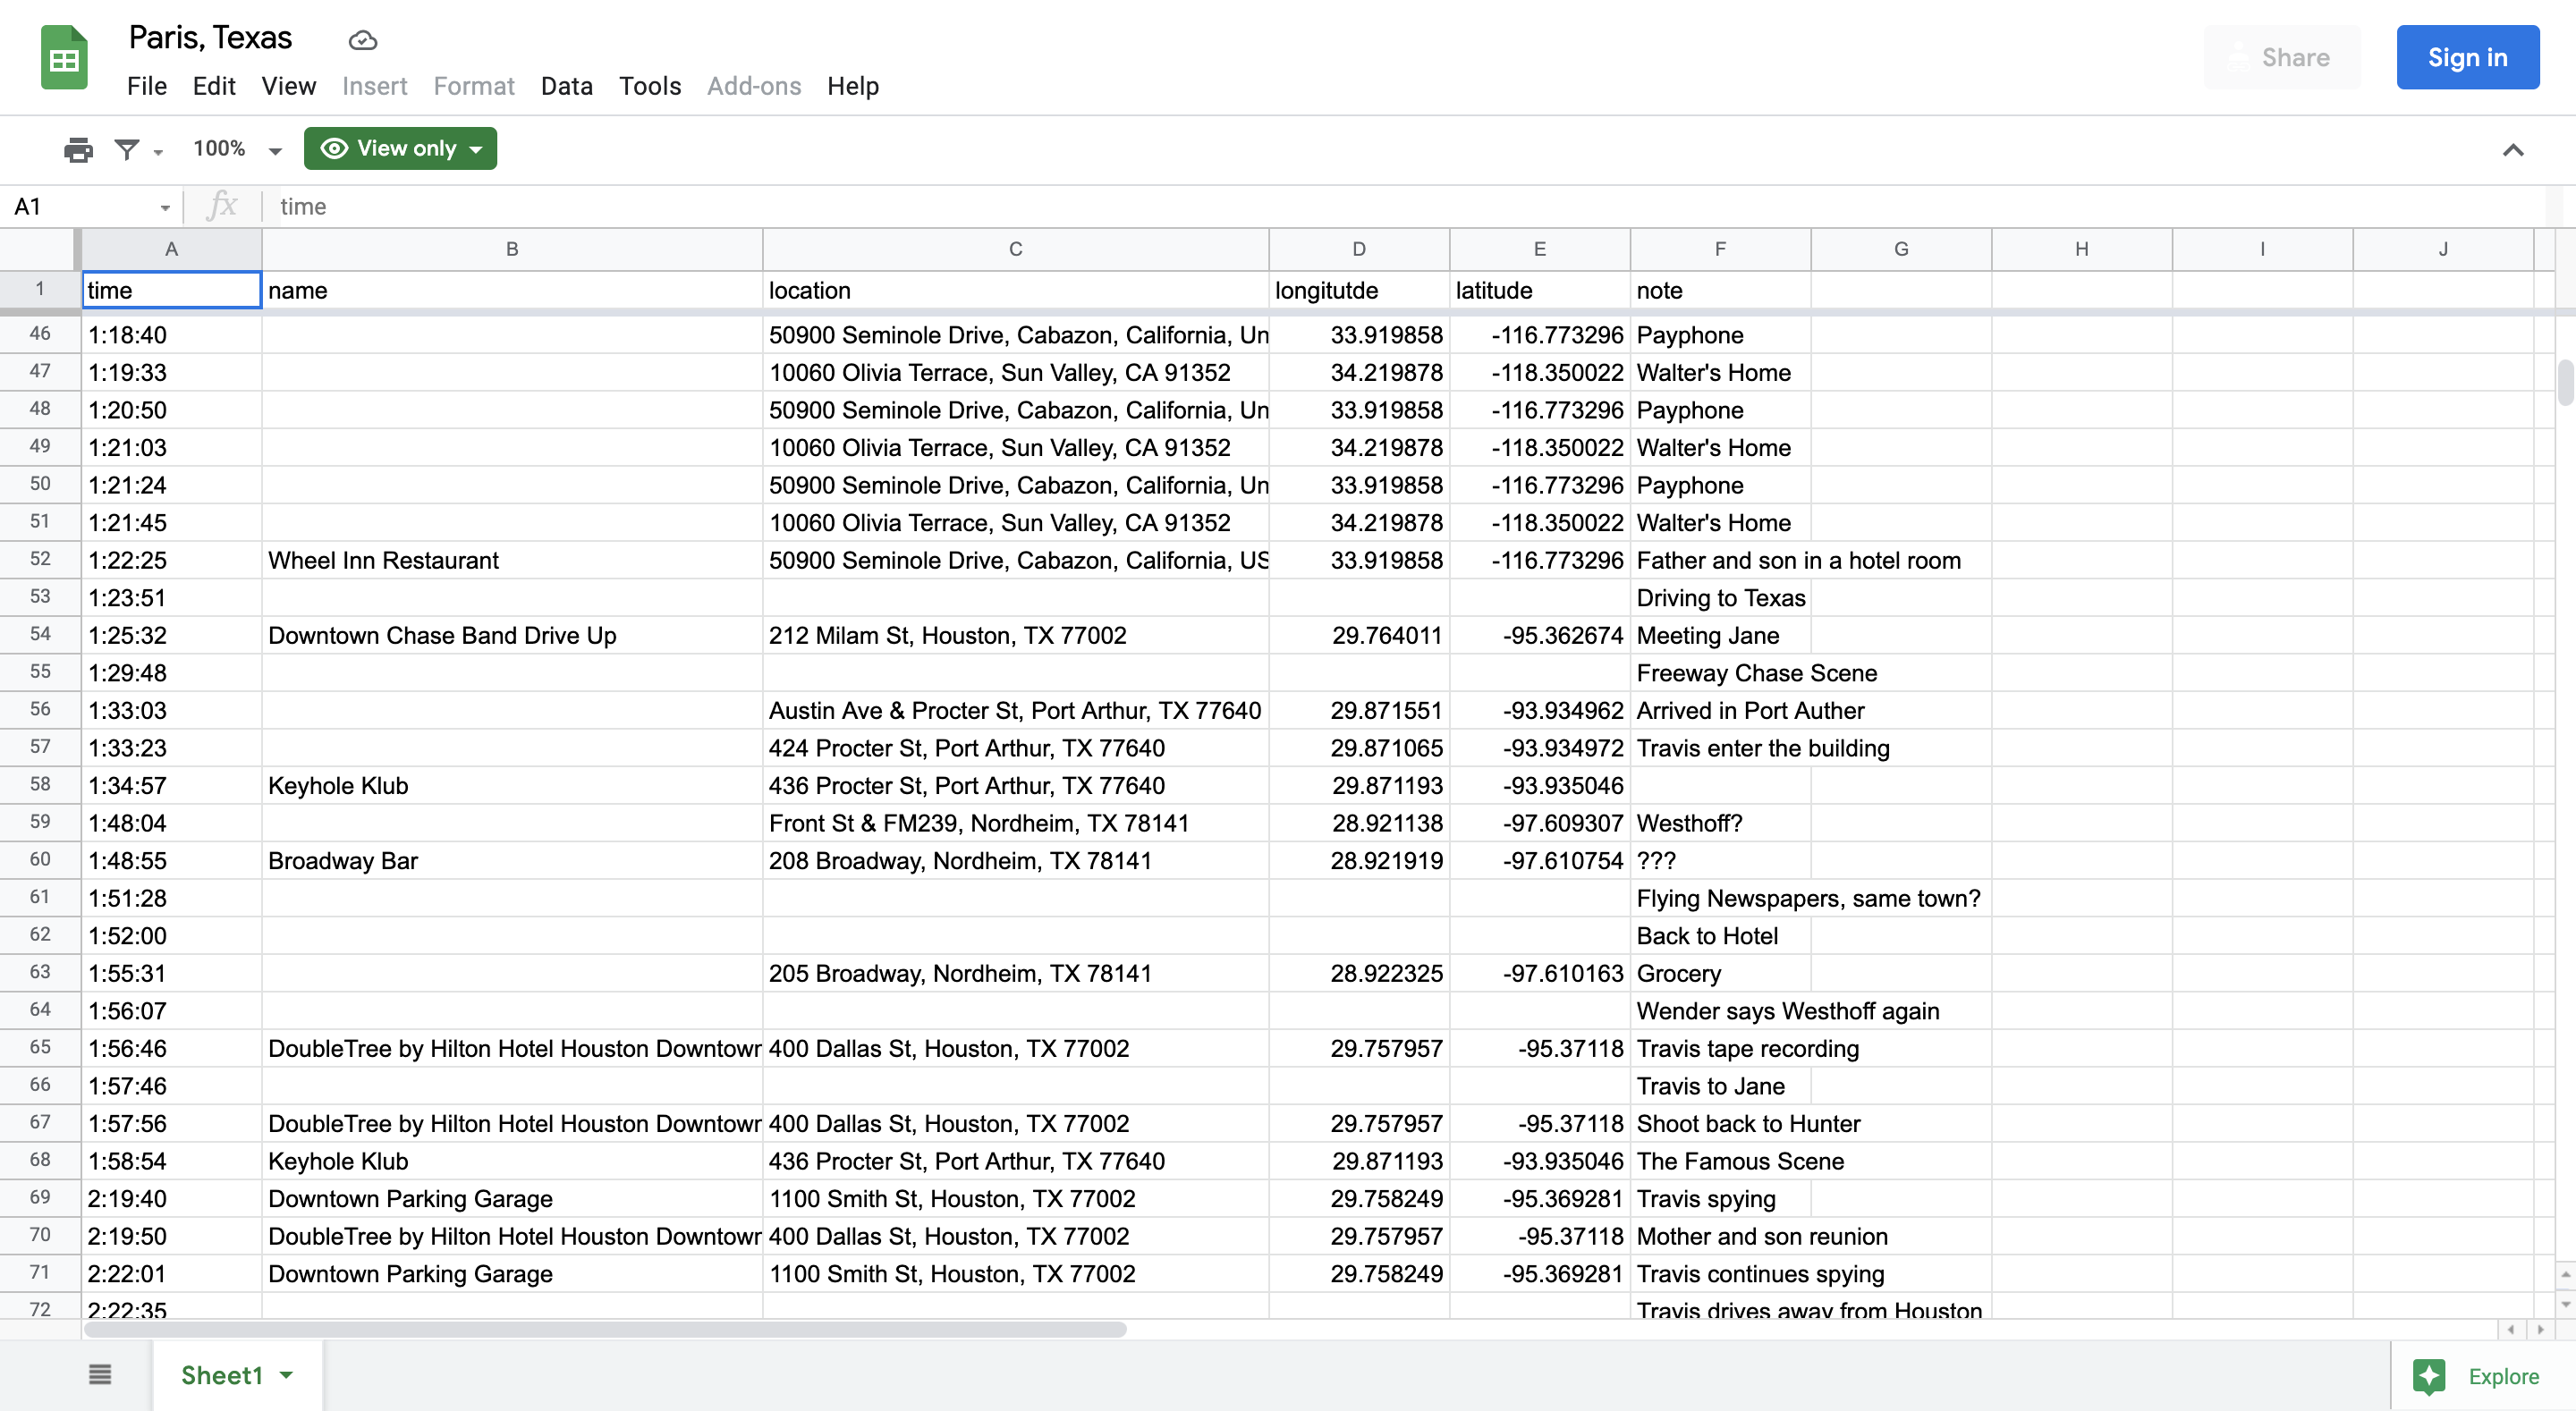 Paris, Texas
File Edit View Insert Format Data Tools Add-ons Help
Share
Sign in
100% View only
A1 fx time
A B C D E F G H I J
1 time name location longitutde latitude note
46 1:18:40 50900 Seminole Drive, Cabazon, California, Un 33.919858 -116.773296 Payphone
47 1:19:33 10060 Olivia Terrace, Sun Valley, CA 91352 34.219878 -118.350022 Walter's Home
48 1:20:50 50900 Seminole Drive, Cabazon, California, Un 33.919858 -116.773296 Payphone
49 1:21:03 10060 Olivia Terrace, Sun Valley, CA 91352 34.219878 -118.350022 Walter's Home
50 1:21:24 50900 Seminole Drive, Cabazon, California, Un 33.919858 -116.773296 Payphone
51 1:21:45 10060 Olivia Terrace, Sun Valley, CA 91352 34.219878 -118.350022 Walter's Home
52 1:22:25 Wheel Inn Restaurant 50900 Seminole Drive, Cabazon, California, US 33.919858 -116.773296 Father and son in a hotel room
53 1:23:51 Driving to Texas
54 1:25:32 Downtown Chase Band Drive Up 212 Milam St, Houston, TX 77002 29.764011 -95.362674 Meeting Jane
55 1:29:48 Freeway Chase Scene
56 1:33:03 Austin Ave & Procter St, Port Arthur, TX 77640 29.871551 -93.934962 Arrived in Port Auther
57 1:33:23 424 Procter St, Port Arthur, TX 77640 29.871065 -93.934972 Travis enter the building
58 1:34:57 Keyhole Klub 436 Procter St, Port Arthur, TX 77640 29.871193 -93.935046
59 1:48:04 Front St & FM239, Nordheim, TX 78141 28.921138 -97.609307 Westhoff?
60 1:48:55 Broadway Bar 208 Broadway, Nordheim, TX 78141 28.921919 -97.610754 ???
61 1:51:28 Flying Newspapers, same town?
62 1:52:00 Back to Hotel
63 1:55:31 205 Broadway, Nordheim, TX 78141 28.922325 -97.610163 Grocery
64 1:56:07 Wender says Westhoff again
65 1:56:46 DoubleTree by Hilton Hotel Houston Downtown 400 Dallas St, Houston, TX 77002 29.757957 -95.37118 Travis tape recording
66 1:57:46 Travis to Jane
67 1:57:56 DoubleTree by Hilton Hotel Houston Downtown 400 Dallas St, Houston, TX 77002 29.757957 -95.37118 Shoot back to Hunter
68 1:58:54 Keyhole Klub 436 Procter St, Port Arthur, TX 77640 29.871193 -93.935046 The Famous Scene
69 2:19:40 Downtown Parking Garage 1100 Smith St, Houston, TX 77002 29.758249 -95.369281 Travis spying
70 2:19:50 DoubleTree by Hilton Hotel Houston Downtown 400 Dallas St, Houston, TX 77002 29.757957 -95.37118 Mother and son reunion
71 2:22:01 Downtown Parking Garage 1100 Smith St, Houston, TX 77002 29.758249 -95.369281 Travis continues spying
72 2:22:35 Travis drives away from Houston
Sheet1
Explore